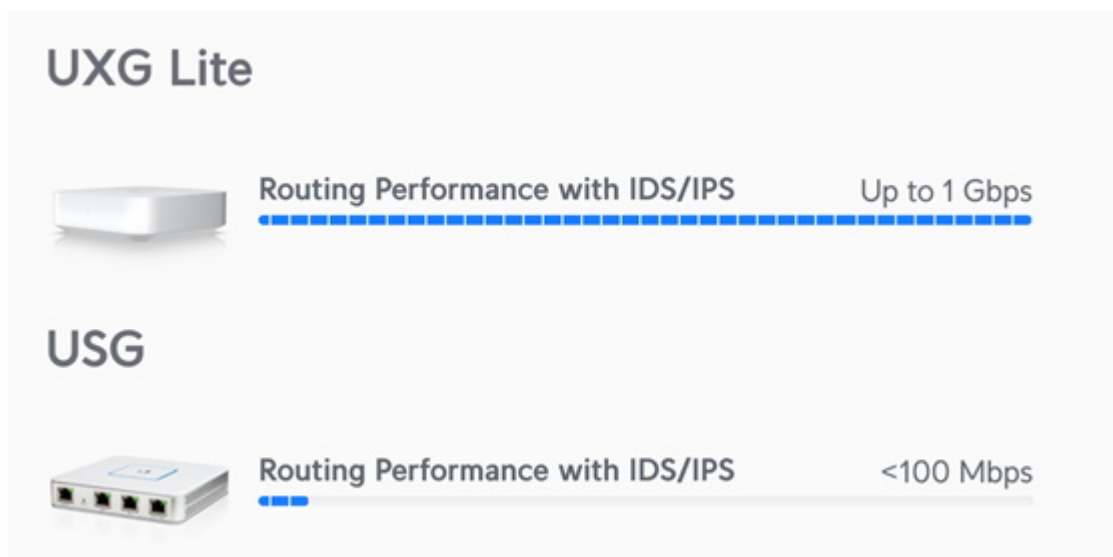 UXG Lite
Routing Performance with IDS/IPS Up to 1 Gbps
USG
Routing Performance with IDS/IPS <100 Mbps